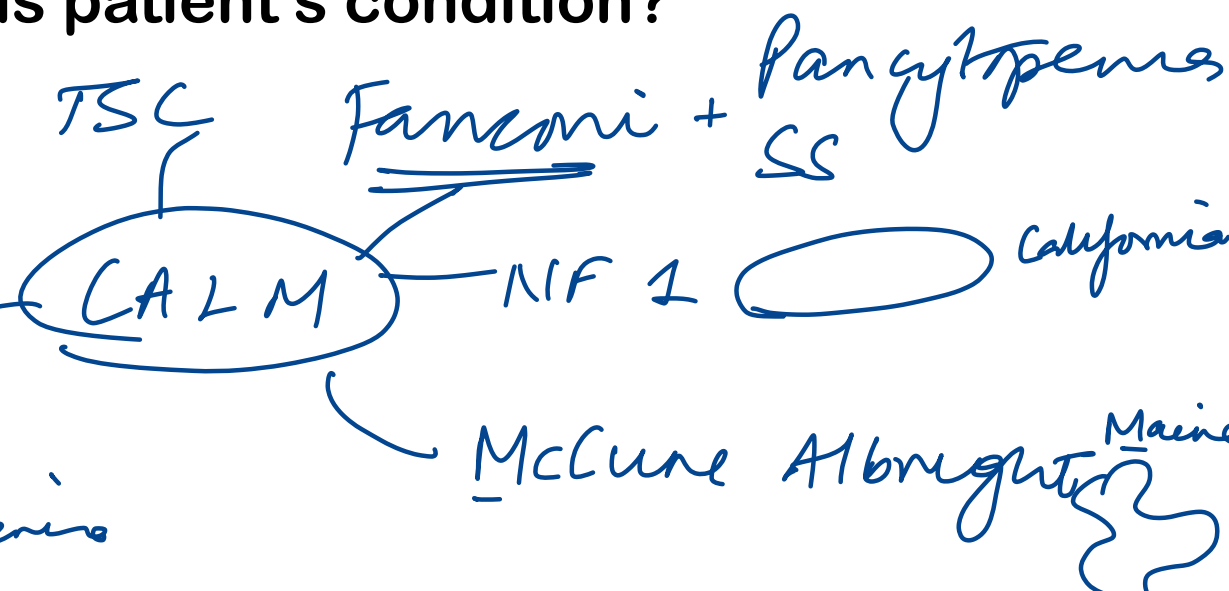 is patient's condition?
TSC Fanconi + Pancytopenia
SS
CALM NF 1 California
McCune Albright Maine